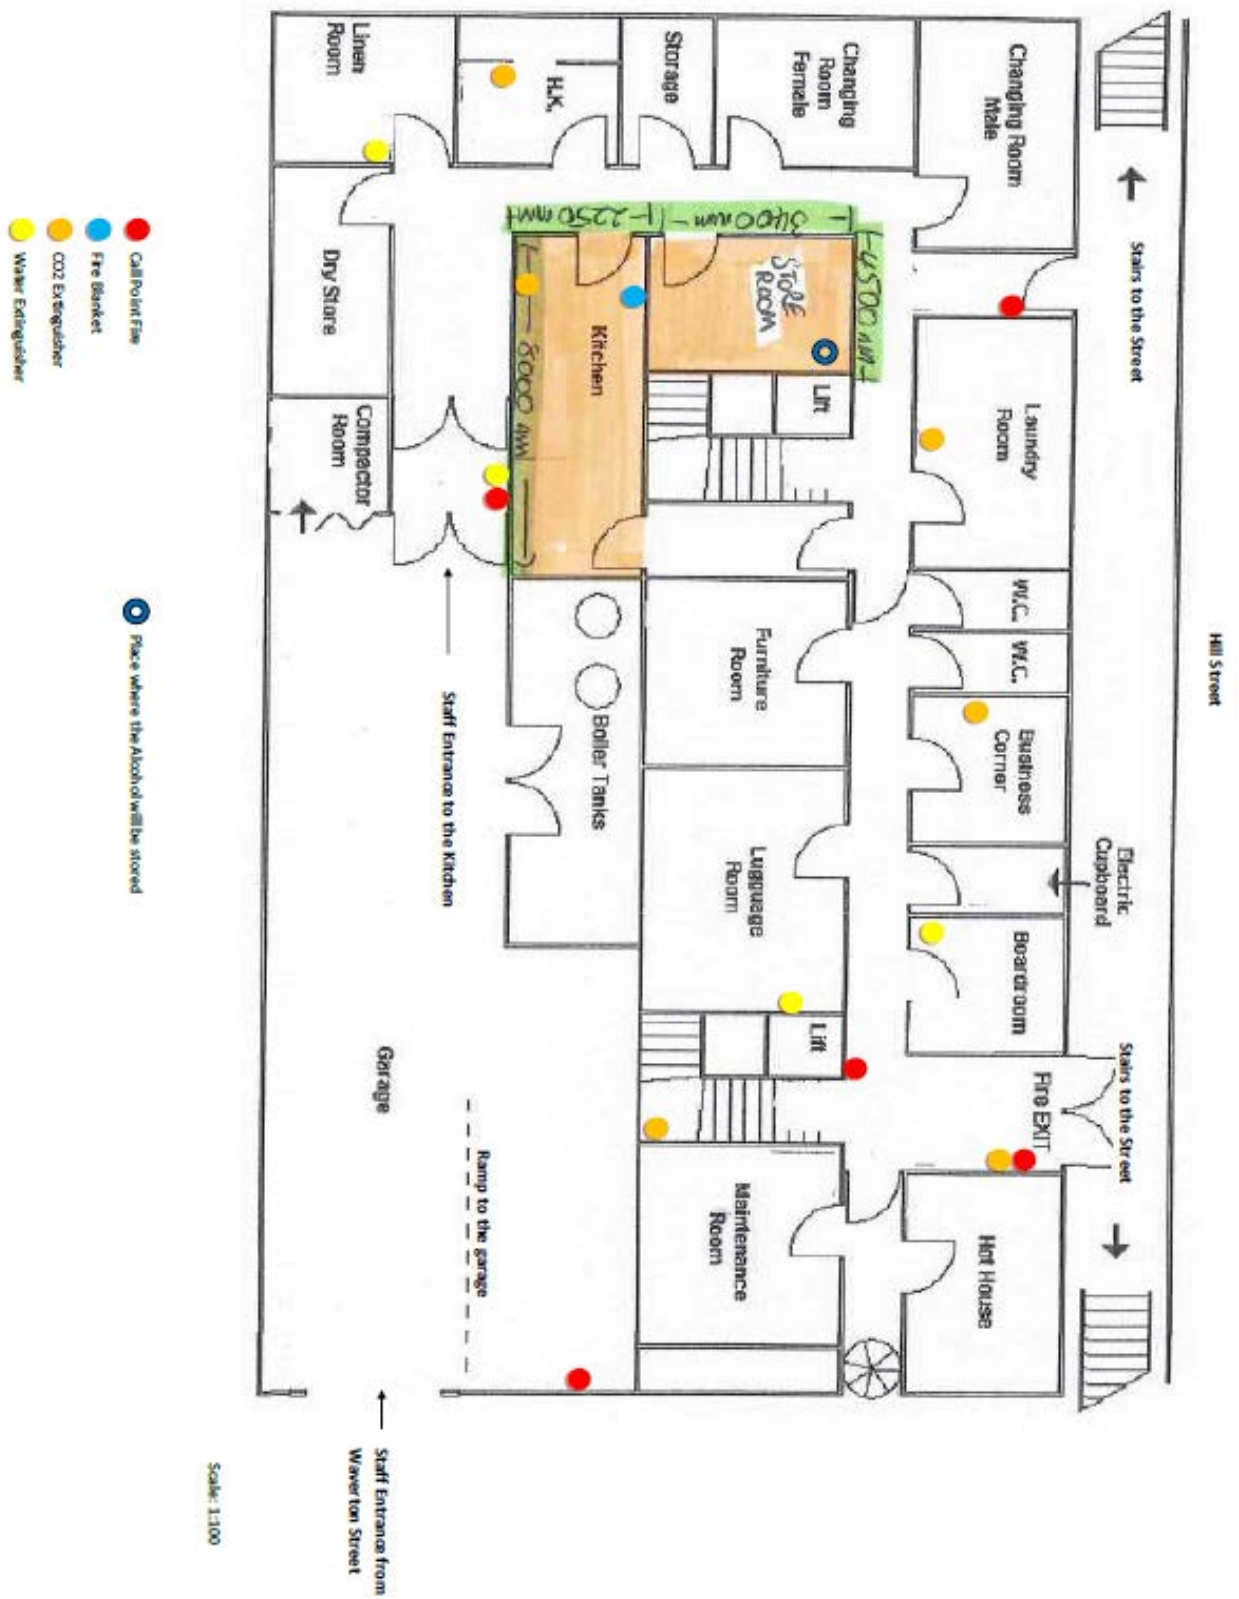 Hill Street
Stairs to the Street
Stairs to the Street
Electric
Cupboard
Changing Room
Male
Laundry
Room
W.C.
W.C.
Business
Corner
Boardroom
Fire EXIT
Hot House
Changing
Room
Female
Storage
H.K.
Linen
Room
3400 mm
2250 mm
4500 mm
STORE
ROOM
Lift
Kitchen
8000 mm
Furniture
Room
Lugguage
Room
Lift
Maintenance
Room
Boiler Tanks
Dry Store
Compactor
Room
Staff Entrance to the Kitchen
Garage
Ramp to the garage
Staff Entrance from
Waverton Street
Call Point Fire
Fire Blanket
CO2 Extinguisher
Water Extinguisher
Place where the Alcohol will be stored
Scale: 1:100